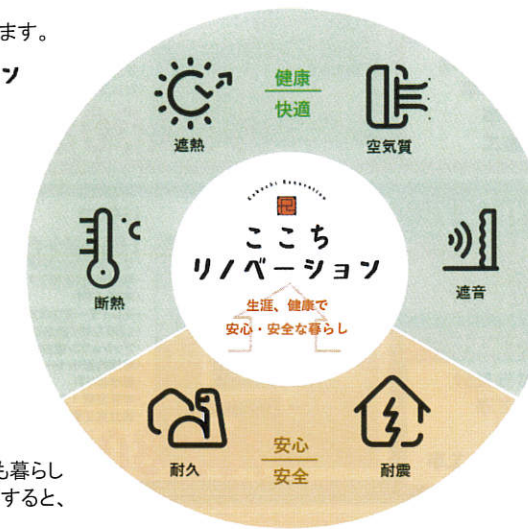 ます。
ン
健康
快適
遮熱
空気質
Kokochi Renovation
ここち
リノベーション
生涯、健康で
安心・安全な暮らし
断熱
遮音
耐久
安心
安全
耐震
も暮らし
すると、